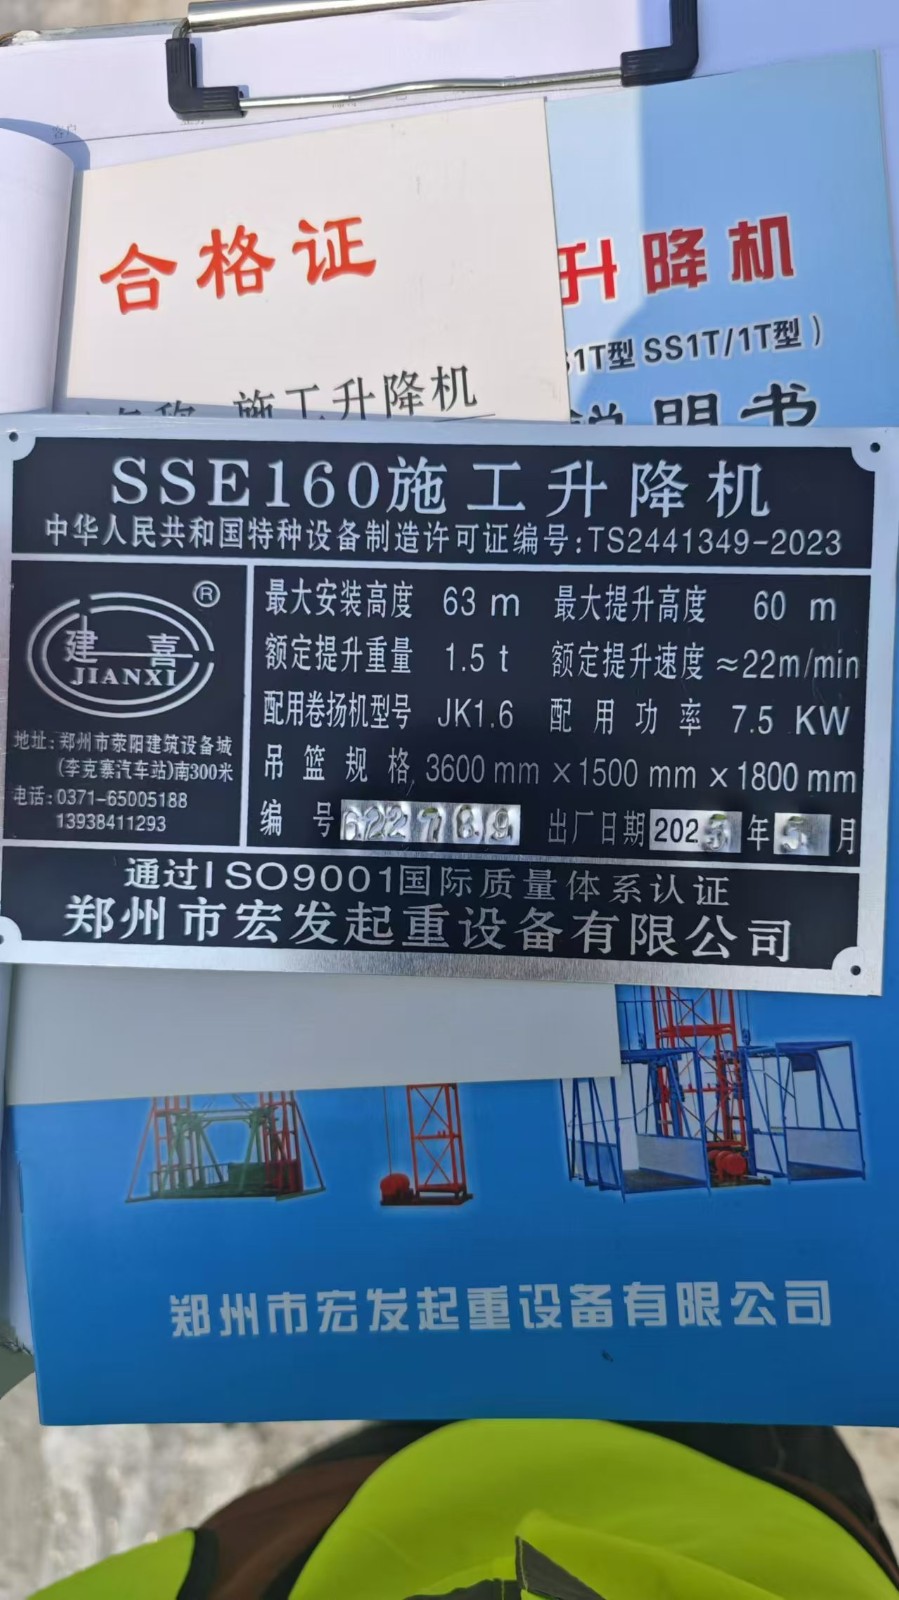 合格证
施工升降机
升降机
S1T型 SS1T/1T型）
说明书
SSE160施工升降机
中华人民共和国特种设备制造许可证编号:TS2441349-2023
建喜
JIANXI
®
地址:郑州市荥阳建筑设备城
(李克寨汽车站)南300米
电话:0371-65005188
13938411293
最大安装高度 63 m 最大提升高度 60 m
额定提升重量 1.5 t 额定提升速度 ≈22m/min
配用卷扬机型号 JK1.6 配用功率 7.5 KW
吊篮规格 3600 mm ×1500 mm ×1800 mm
编号 622789 出厂日期 202 年 5 月
通过ISO9001国际质量体系认证
郑州市宏发起重设备有限公司
郑州市宏发起重设备有限公司